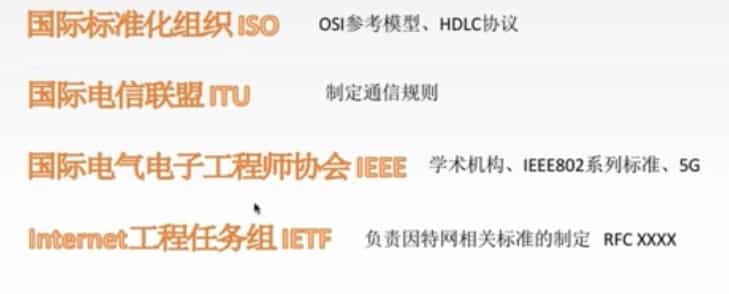 国际标准化组织 ISO OSI参考模型、HDLC协议
国际电信联盟 ITU 制定通信规则
国际电气电子工程师协会 IEEE 学术机构、IEEE802系列标准、5G
Internet工程任务组 IETF 负责因特网相关标准的制定 RFC XXXX